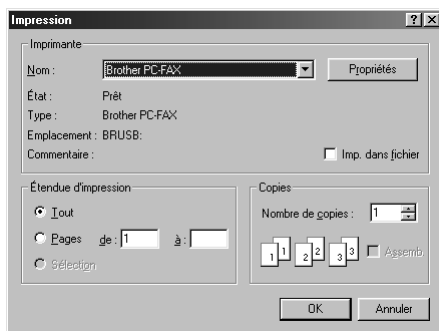 Impression
Imprimante
Nom : Brother PC-FAX Propriétés
État : Prêt
Type : Brother PC-FAX
Emplacement : BRUSB:
Commentaire : Imp. dans fichier
Étendue d'impression
Tout
Pages de : 1 à :
Sélection
Copies
Nombre de copies : 1
1 1 2 2 3 3 Assemb
OK Annuler